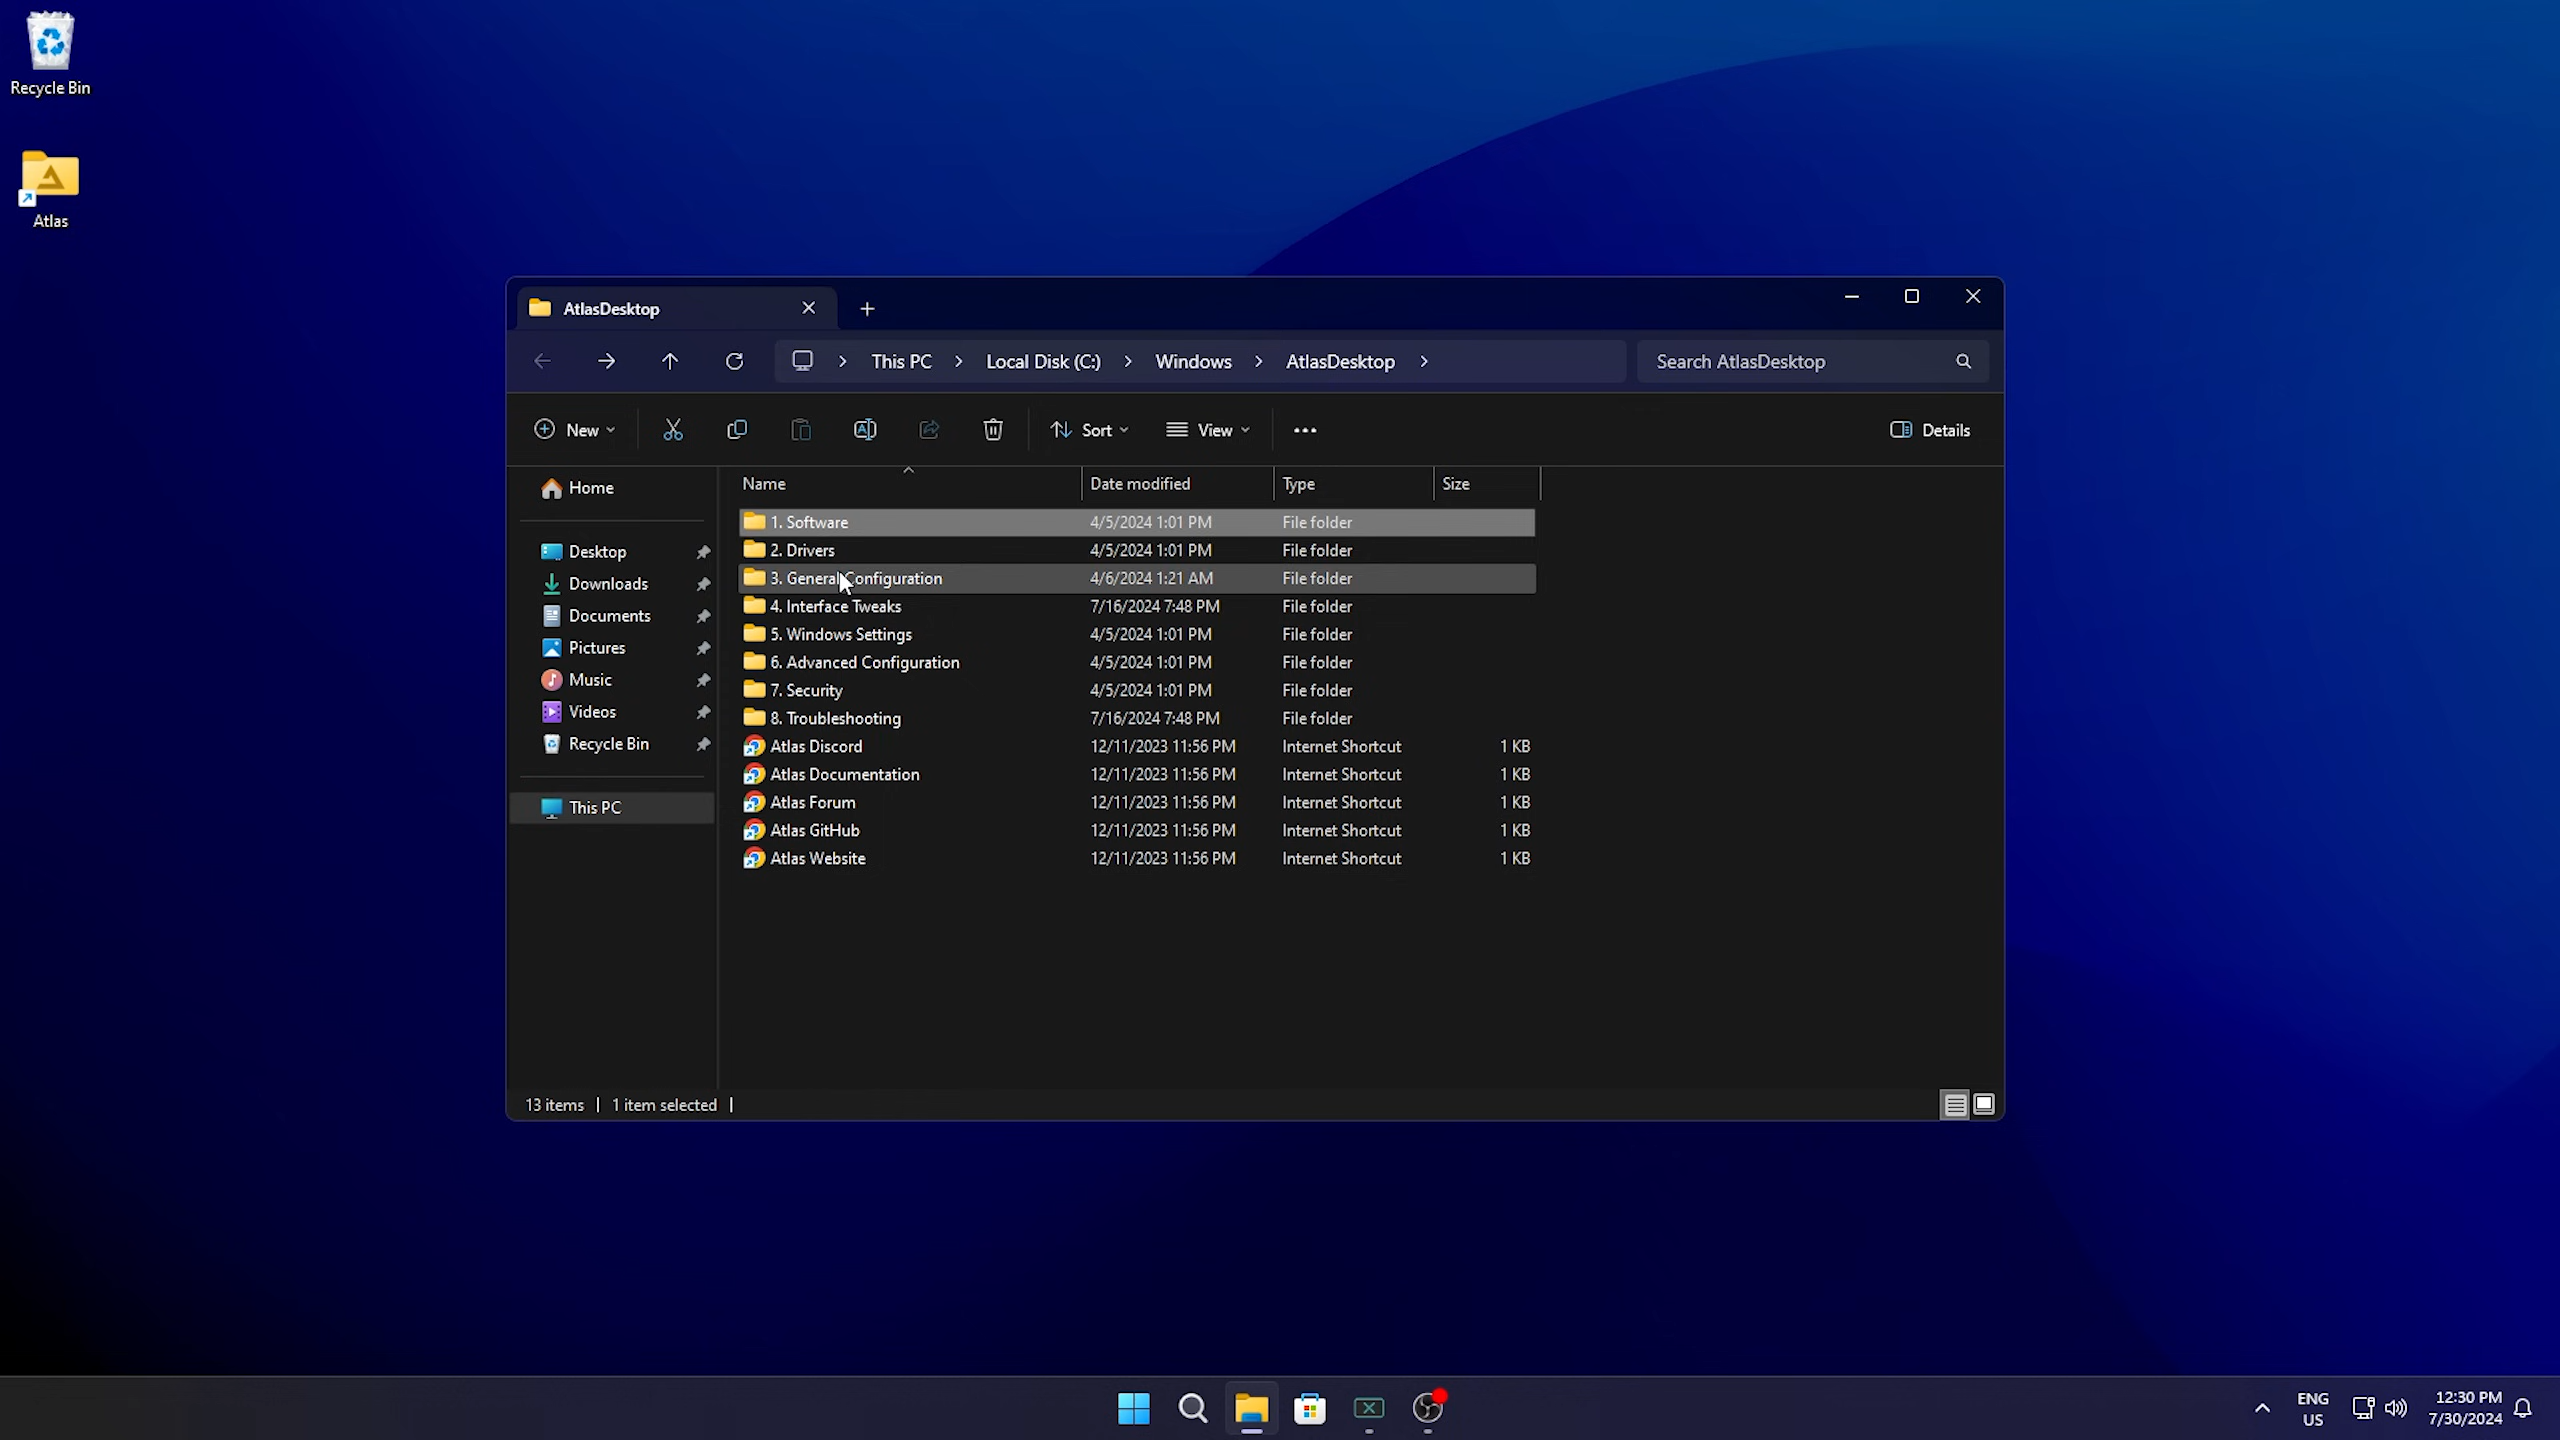 Recycle Bin
Atlas
AtlasDesktop
This PC > Local Disk (C:) > Windows > AtlasDesktop >
Search AtlasDesktop
New
Sort
View
Details
Name Date modified Type Size
Home
Desktop
Downloads
Documents
Pictures
Music
Videos
Recycle Bin
This PC
1. Software 4/5/2024 1:01 PM File folder
2. Drivers 4/5/2024 1:01 PM File folder
3. General Configuration 4/6/2024 1:21 AM File folder
4. Interface Tweaks 7/16/2024 7:48 PM File folder
5. Windows Settings 4/5/2024 1:01 PM File folder
6. Advanced Configuration 4/5/2024 1:01 PM File folder
7. Security 4/5/2024 1:01 PM File folder
8. Troubleshooting 7/16/2024 7:48 PM File folder
Atlas Discord 12/11/2023 11:56 PM Internet Shortcut 1 KB
Atlas Documentation 12/11/2023 11:56 PM Internet Shortcut 1 KB
Atlas Forum 12/11/2023 11:56 PM Internet Shortcut 1 KB
Atlas GitHub 12/11/2023 11:56 PM Internet Shortcut 1 KB
Atlas Website 12/11/2023 11:56 PM Internet Shortcut 1 KB
13 items | 1 item selected |
ENG
US
12:30 PM
7/30/2024